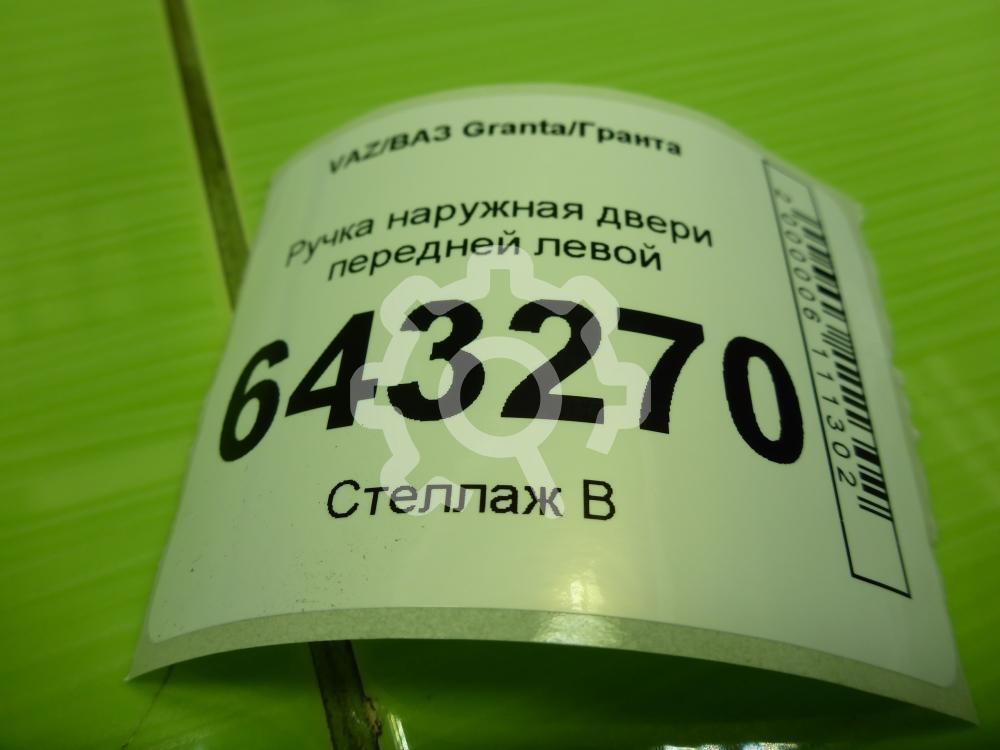 VAZ/ВАЗ Granta/Гранта
Ручка наружная двери
передней левой
643270
Стеллаж В
2000006111302